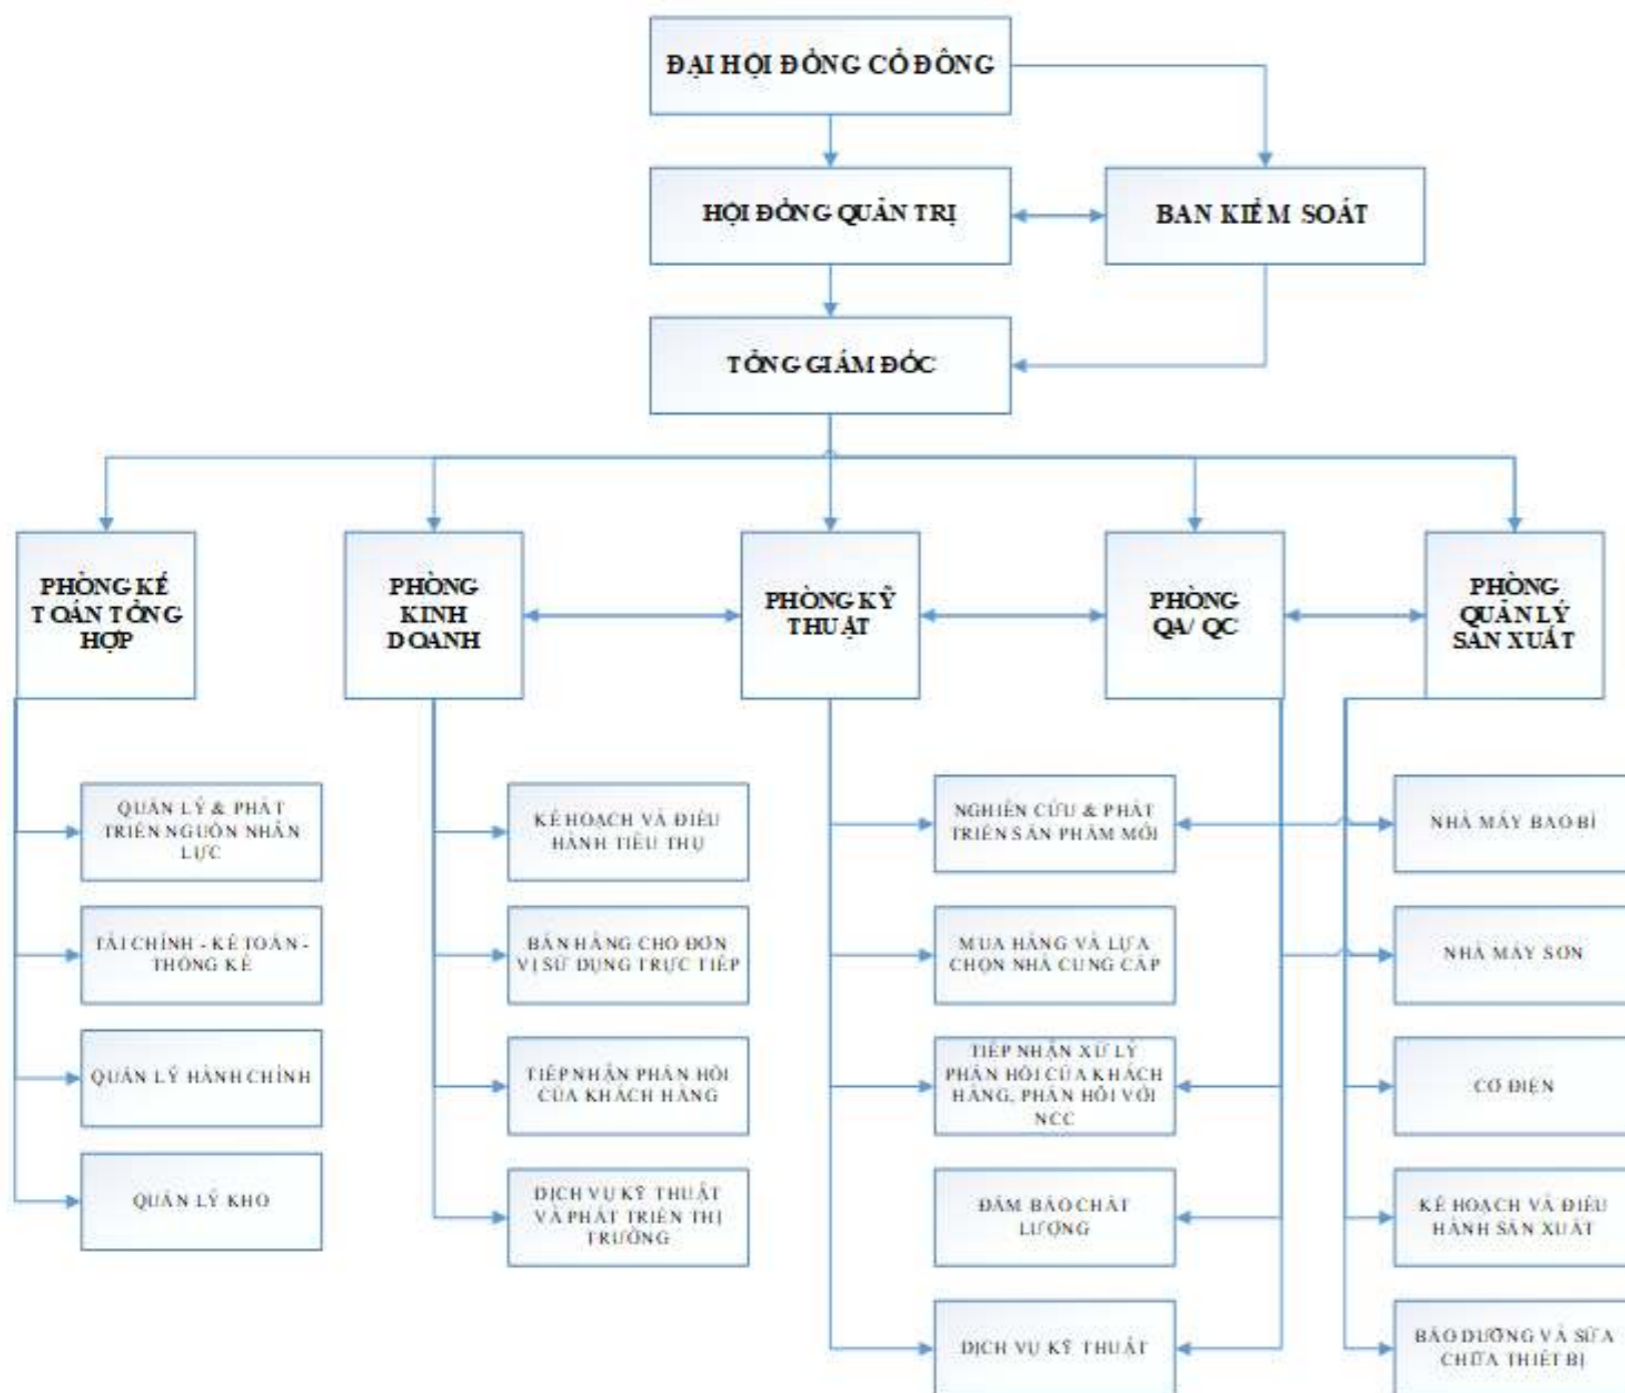 ĐẠI HỘI ĐỒNG CỔ ĐÔNG
HỘI ĐỒNG QUẢN TRỊ
BAN KIỂM SOÁT
TỔNG GIÁM ĐỐC
PHÒNG KẾ
TOÁN TỔNG
HỢP
PHÒNG
KINH
DOANH
PHÒNG KỸ
THUẬT
PHÒNG
QA/ QC
PHÒNG
QUẢN LÝ
SẢN XUẤT
QUẢN LÝ & PHÁT
TRIỂN NGUỒN NHÂN
LỰC
TÀI CHÍNH - KẾ TOÁN -
THỐNG KÊ
QUẢN LÝ HÀNH CHÍNH
QUẢN LÝ KHO
KẾ HOẠCH VÀ ĐIỀU
HÀNH TIÊU THỤ
BÁN HÀNG CHO ĐƠN
VỊ SỬ DỤNG TRỰC TIẾP
TIẾP NHẬN PHẢN HỒI
CỦA KHÁCH HÀNG
DỊCH VỤ KỸ THUẬT
VÀ PHÁT TRIỂN THỊ
TRƯỜNG
NGHIÊN CỨU & PHÁT
TRIỂN SẢN PHẨM MỚI
MUA HÀNG VÀ LỰA
CHỌN NHÀ CUNG CẤP
TIẾP NHẬN XỬ LÝ
PHẢN HỒI CỦA KHÁCH
HÀNG, PHẢN HỒI VỚI
NCC
ĐẢM BẢO CHẤT
LƯỢNG
DỊCH VỤ KỸ THUẬT
NHÀ MÁY BAO BÌ
NHÀ MÁY SƠN
CƠ ĐIỆN
KẾ HOẠCH VÀ ĐIỀU
HÀNH SẢN XUẤT
BẢO DƯỠNG VÀ SỬA
CHỮA THIẾT BỊ